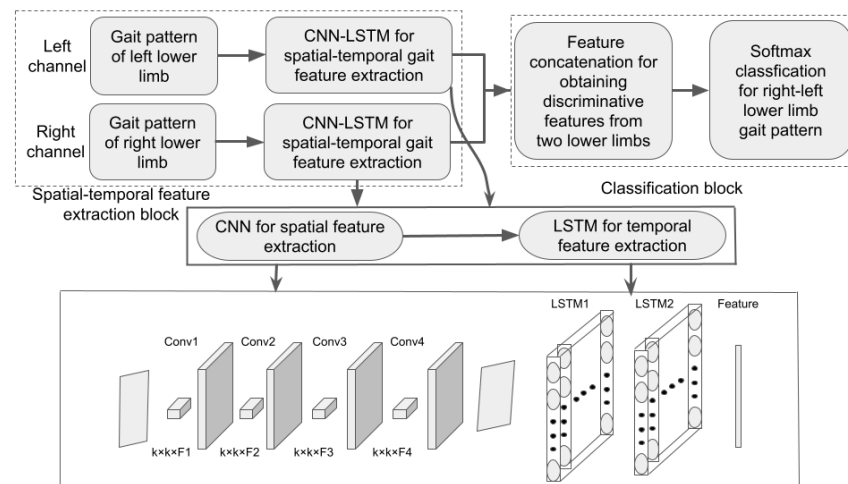 Left
channel
Gait pattern
of left lower
limb
CNN-LSTM for
spatial-temporal gait
feature extraction
Feature
concatenation for
obtaining
discriminative
features from
two lower limbs
Softmax
classfication
for right-left
lower limb
gait pattern
Right
channel
Gait pattern
of right lower
limb
CNN-LSTM for
spatial-temporal gait
feature extraction
Spatial-temporal feature
extraction block
Classification block
CNN for spatial feature
extraction
LSTM for temporal
feature extraction
LSTM1
LSTM2
Feature
Conv1
Conv2
Conv3
Conv4
k×k×F1
k×k×F2
k×k×F3
k×k×F4